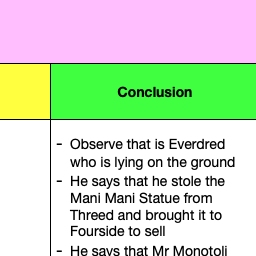 Conclusion
- Observe that is Everdred
who is lying on the ground
- He says that he stole the
Mani Mani Statue from
Threed and brought it to
Fourside to sell
- He says that Mr Monotoli